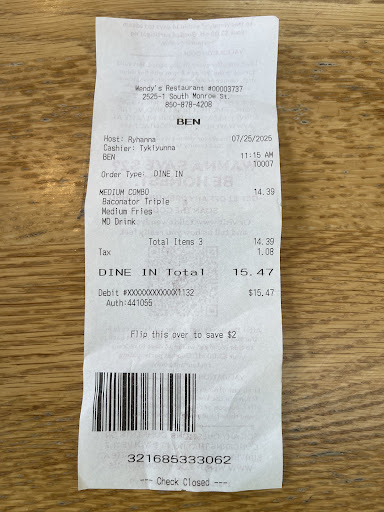 Wendy's Restaurant #00003737
2525-1 South Monroe St.
850-878-4208
BEN
Host: Ryhanna 07/25/2025
Cashier: Tykiyunna
BEN 11:15 AM
10007
Order Type: DINE IN
MEDIUM COMBO 14.39
Baconator Triple
Medium Fries
MD Drink
Total Items 3 14.39
Tax 1.08
DINE IN Total 15.47
Debit #XXXXXXXXXXXX1132 $15.47
Auth:441055
Flip this over to save $2
321685333062
--- Check Closed ---